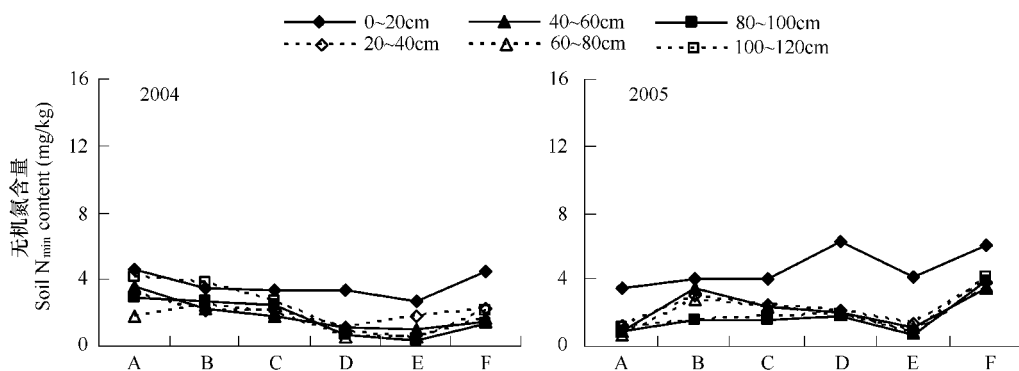 0~20cm 40~60cm 80~100cm
20~40cm 60~80cm 100~120cm
无机氮含量
Soil Nmin content (mg/kg)
2004
16
12
8
4
0
A B C D E F
2005
16
12
8
4
0
A B C D E F